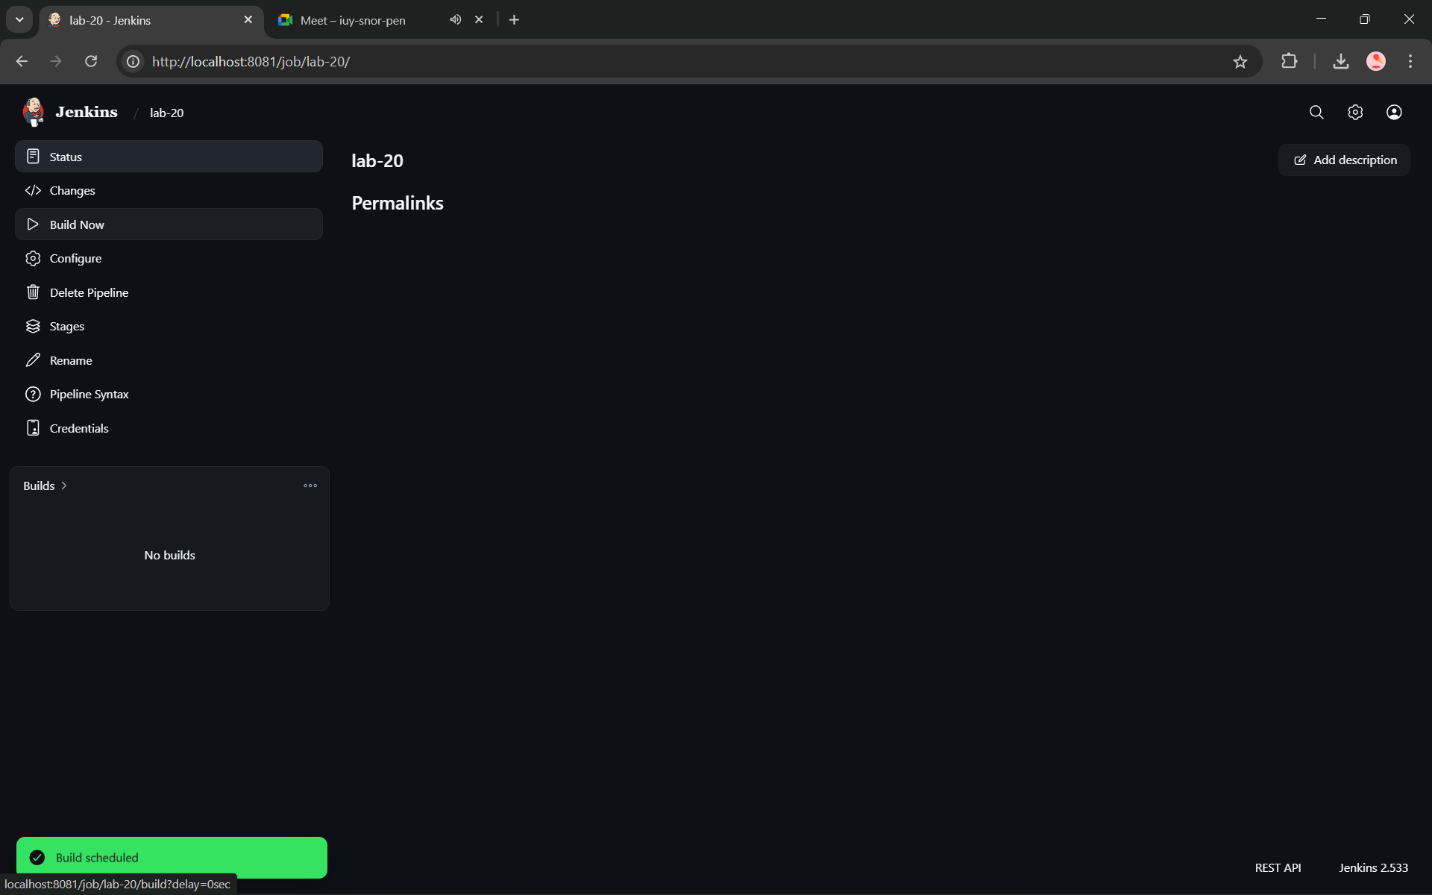 lab-20 - Jenkins
Meet – iuy-snor-pen
http://localhost:8081/job/lab-20/
Jenkins / lab-20
Status
Changes
Build Now
Configure
Delete Pipeline
Stages
Rename
Pipeline Syntax
Credentials
Builds
No builds
lab-20
Add description
Permalinks
Build scheduled
localhost:8081/job/lab-20/build?delay=0sec
REST API
Jenkins 2.533